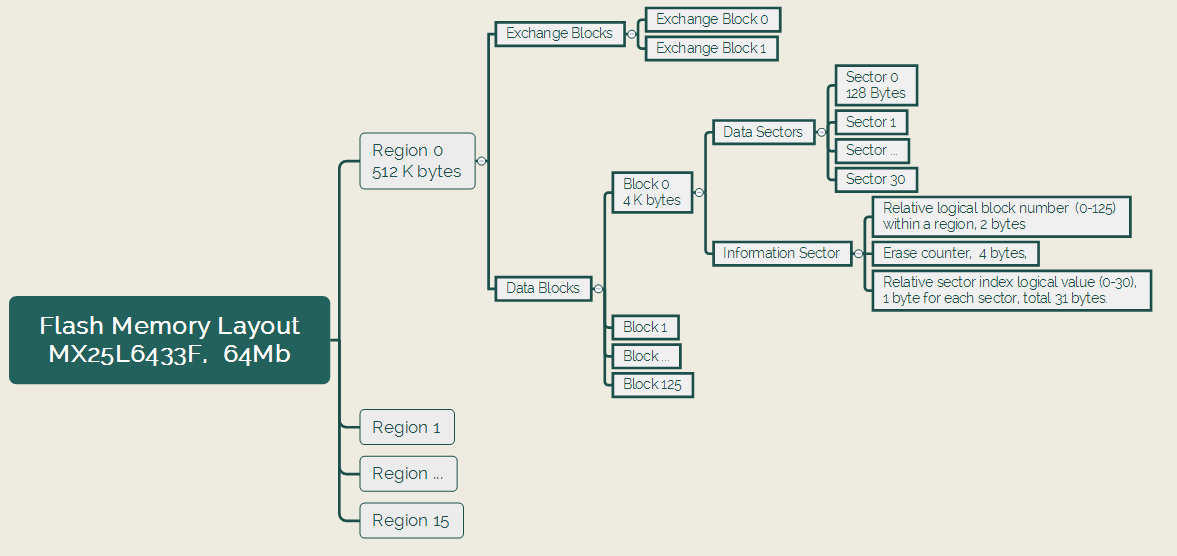 Flash Memory Layout
MX25L6433F,  64Mb
Region 0
512 K bytes
Exchange Blocks
Exchange Block 0
Exchange Block 1
Data Blocks
Block 0
4 K bytes
Data Sectors
Sector 0
128 Bytes
Sector 1
Sector ...
Sector 30
Information Sector
Relative logical block number  (0-125)
within a region, 2 bytes
Erase counter,  4 bytes,
Relative sector index logical value (0-30),
1 byte for each sector, total 31 bytes.
Block 1
Block ...
Block 125
Region 1
Region ...
Region 15